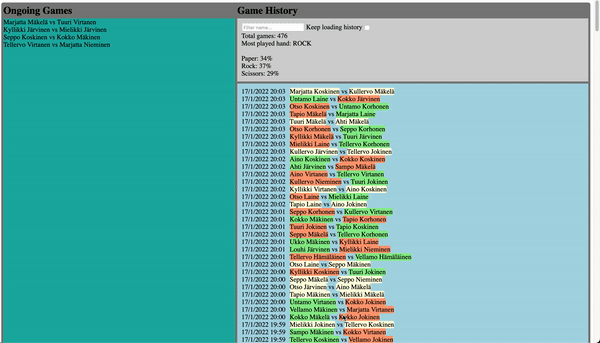 Ongoing Games
Marjatta Mäkelä vs Tuuri Virtanen
Kyllikki Järvinen vs Mielikki Järvinen
Seppo Koskinen vs Kokko Mäkinen
Tellervo Virtanen vs Marjatta Nieminen
Game History
Filter name...
Keep loading history
Total games: 476
Most played hand: ROCK
Paper: 34%
Rock: 37%
Scissors: 29%
17/1/2022 20:03 Marjatta Koskinen vs Kullervo Mäkelä
17/1/2022 20:03 Untamo Laine vs Kokko Järvinen
17/1/2022 20:03 Otso Koskinen vs Untamo Korhonen
17/1/2022 20:03 Tapio Mäkelä vs Marjatta Laine
17/1/2022 20:03 Tuuri Mäkelä vs Ahti Mäkelä
17/1/2022 20:03 Otso Korhonen vs Seppo Korhonen
17/1/2022 20:03 Kyllikki Mäkelä vs Tuuri Järvinen
17/1/2022 20:03 Mielikki Laine vs Tellervo Korhonen
17/1/2022 20:03 Kullervo Järvinen vs Tellervo Jokinen
17/1/2022 20:02 Aino Koskinen vs Kokko Koskinen
17/1/2022 20:02 Ahti Järvinen vs Sampo Mäkelä
17/1/2022 20:02 Aino Virtanen vs Tellervo Virtanen
17/1/2022 20:02 Kullervo Nieminen vs Tuuri Jokinen
17/1/2022 20:02 Kyllikki Virtanen vs Aino Koskinen
17/1/2022 20:02 Otso Laine vs Mielikki Laine
17/1/2022 20:02 Tapio Laine vs Aino Jokinen
17/1/2022 20:01 Seppo Korhonen vs Kullervo Virtanen
17/1/2022 20:01 Kokko Mäkinen vs Tapio Korhonen
17/1/2022 20:01 Tuuri Jokinen vs Tapio Koskinen
17/1/2022 20:01 Seppo Mäkelä vs Tellervo Korhonen
17/1/2022 20:01 Ukko Mäkinen vs Kyllikki Laine
17/1/2022 20:01 Louhi Järvinen vs Mielikki Nieminen
17/1/2022 20:01 Tellervo Hämäläinen vs Vellamo Hämäläinen
17/1/2022 20:01 Otso Laine vs Seppo Mäkinen
17/1/2022 20:00 Kyllikki Koskinen vs Tuuri Jokinen
17/1/2022 20:00 Seppo Mäkelä vs Seppo Nieminen
17/1/2022 20:00 Otso Järvinen vs Aino Mäkelä
17/1/2022 20:00 Tapio Mäkinen vs Mielikki Mäkelä
17/1/2022 20:00 Untamo Virtanen vs Kokko Jokinen
17/1/2022 20:00 Vellamo Mäkinen vs Marjatta Virtanen
17/1/2022 20:00 Kokko Mäkelä vs Kokko Jokinen
17/1/2022 19:59 Mielikki Jokinen vs Tellervo Koskinen
17/1/2022 19:59 Sampo Mäkinen vs Kokko Virtanen
17/1/2022 19:59 Tellervo Koskinen vs Vellamo Jokinen